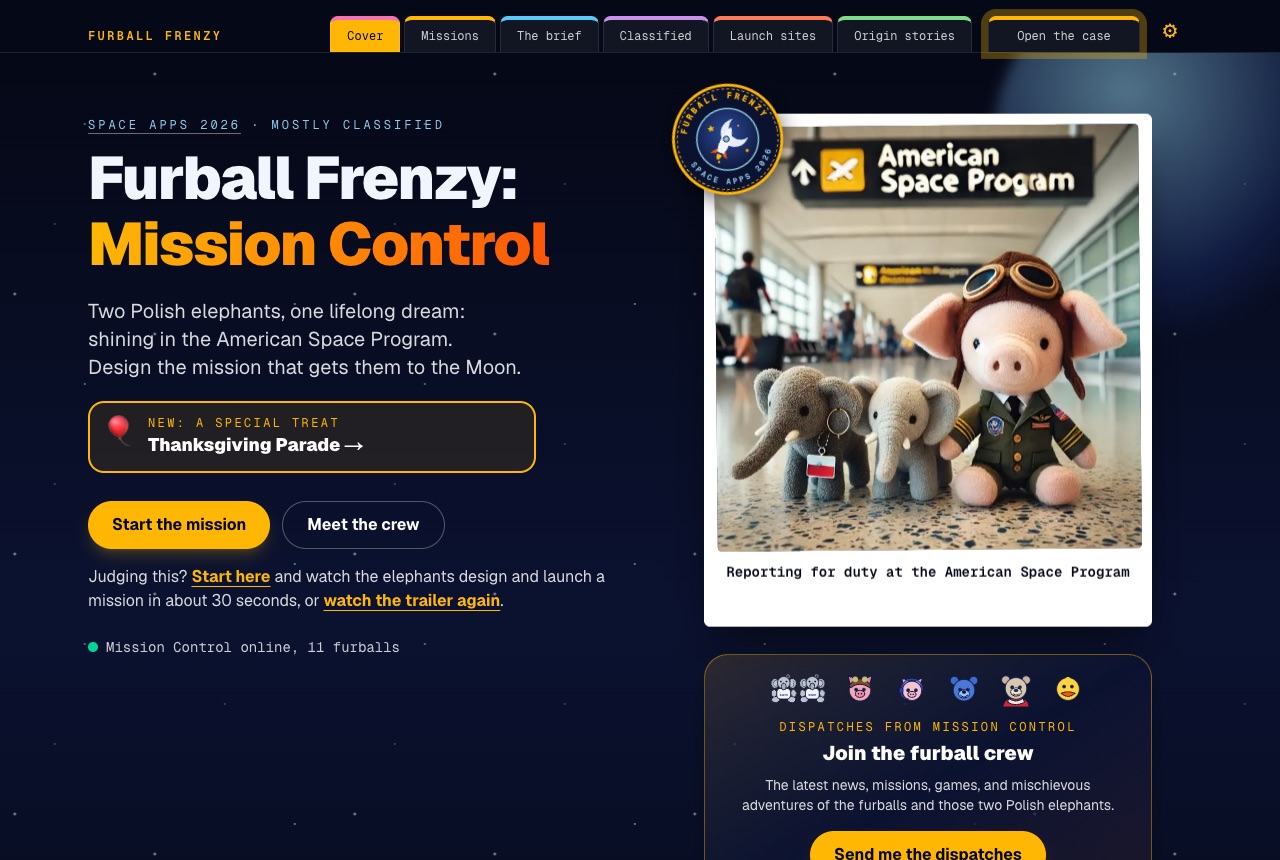 FURBALL FRENZY
Cover
Missions
The brief
Classified
Launch sites
Origin stories
Open the case
SPACE APPS 2026 · MOSTLY CLASSIFIED
Furball Frenzy:
Mission Control
Two Polish elephants, one lifelong dream:
shining in the American Space Program.
Design the mission that gets them to the Moon.
NEW: A SPECIAL TREAT
Thanksgiving Parade →
Start the mission
Meet the crew
Judging this? Start here and watch the elephants design and launch a
mission in about 30 seconds, or watch the trailer again.
Mission Control online, 11 furballs
FURBALL FRENZY
SPACE APPS 2026
American
Space Program
Reporting for duty at the American Space Program
DISPATCHES FROM MISSION CONTROL
Join the furball crew
The latest news, missions, games, and mischievous
adventures of the furballs and those two Polish elephants.
Send me the dispatches